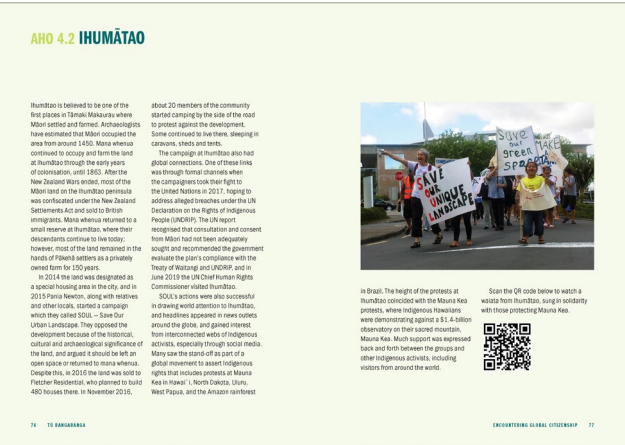 AHO 4.2 IHUMĀTAO
Ihumātao is believed to be one of the
first places in Tāmaki Makaurau where
Māori settled and farmed. Archaeologists
have estimated that Māori occupied the
area from around 1450. Mana whenua
continued to occupy and farm the land
at Ihumātao through the early years
of colonisation, until 1863. After the
New Zealand Wars ended, most of the
Māori land on the Ihumātao peninsula
was confiscated under the New Zealand
Settlements Act and sold to British
immigrants. Mana whenua returned to a
small reserve at Ihumātao, where their
descendants continue to live today;
however, most of the land remained in the
hands of Pākehā settlers as a privately
owned farm for 150 years.
In 2014 the land was designated as
a special housing area in the city, and in
2015 Pania Newton, along with relatives
and other locals, started a campaign
which they called SOUL – Save Our
Urban Landscape. They opposed the
development because of the historical,
cultural and archaeological significance of
the land, and argued it should be left an
open space or returned to mana whenua.
Despite this, in 2016 the land was sold to
Fletcher Residential, who planned to build
480 houses there. In November 2016,
about 20 members of the community
started camping by the side of the road
to protest against the development.
Some continued to live there, sleeping in
caravans, sheds and tents.
The campaign at Ihumātao also had
global connections. One of these links
was through formal channels when
the campaigners took their fight to
the United Nations in 2017, hoping to
address alleged breaches under the UN
Declaration on the Rights of Indigenous
People (UNDRIP). The UN report
recognised that consultation and consent
from Māori had not been adequately
sought and recommended the government
evaluate the plan's compliance with the
Treaty of Waitangi and UNDRIP, and in
June 2019 the UN Chief Human Rights
Commissioner visited Ihumātao.
SOUL's actions were also successful
in drawing world attention to Ihumātao,
and headlines appeared in news outlets
around the globe, and gained interest
from interconnected webs of Indigenous
activists, especially through social media.
Many saw the stand-off as part of a
global movement to assert Indigenous
rights that includes protests at Mauna
Kea in Hawai`i, North Dakota, Uluru,
West Papua, and the Amazon rainforest
SAVE
OUR
UNIQUE
LANDSCAPE
Save
our
green
SPACE
MAKE
in Brazil. The height of the protests at
Ihumātao coincided with the Mauna Kea
protests, where Indigenous Hawaiians
were demonstrating against a $1.4-billion
observatory on their sacred mountain,
Mauna Kea. Much support was expressed
back and forth between the groups and
other Indigenous activists, including
visitors from around the world.
Scan the QR code below to watch a
waiata from Ihumātao, sung in solidarity
with those protecting Mauna Kea.
76 TŪ RANGARANGA
ENCOUNTERING GLOBAL CITIZENSHIP 77